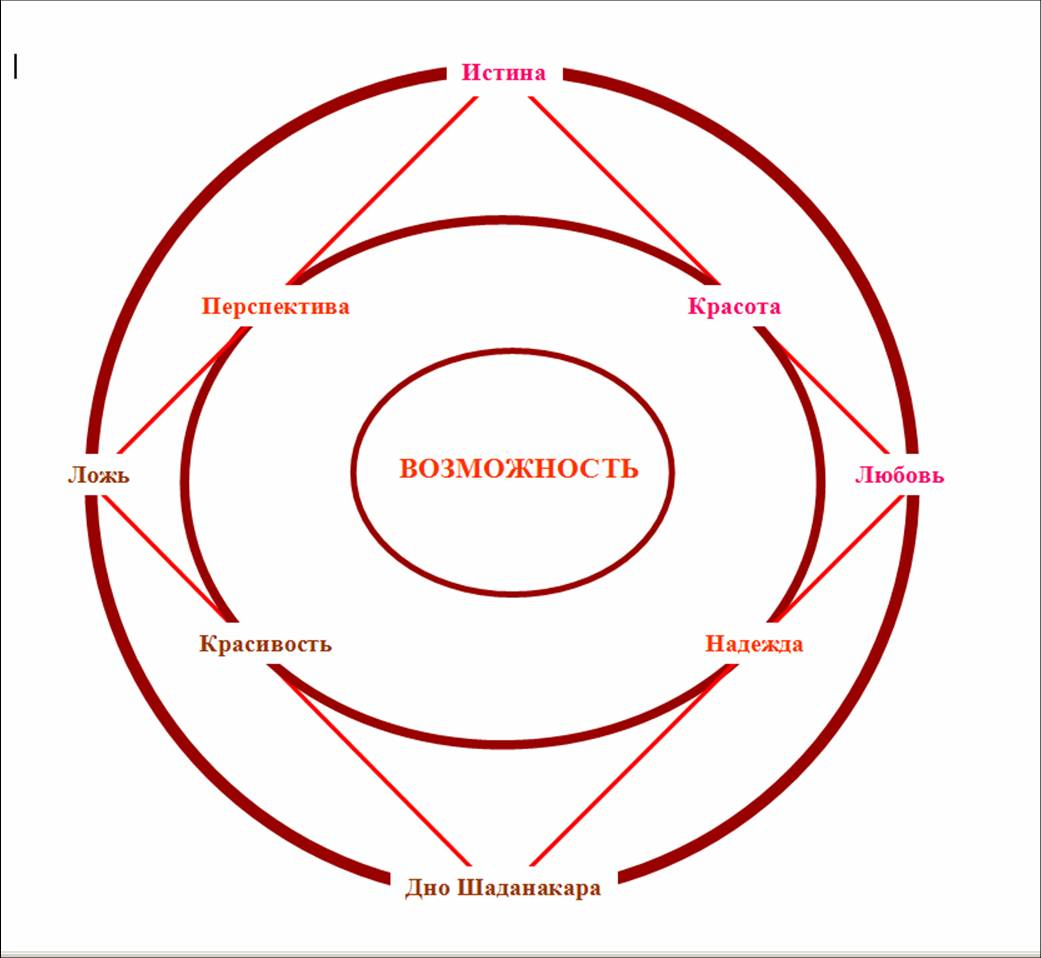 Истина
Перспектива
Красота
ВОЗМОЖНОСТЬ
Ложь
Любовь
Красивость
Надежда
Дно Шаданакара